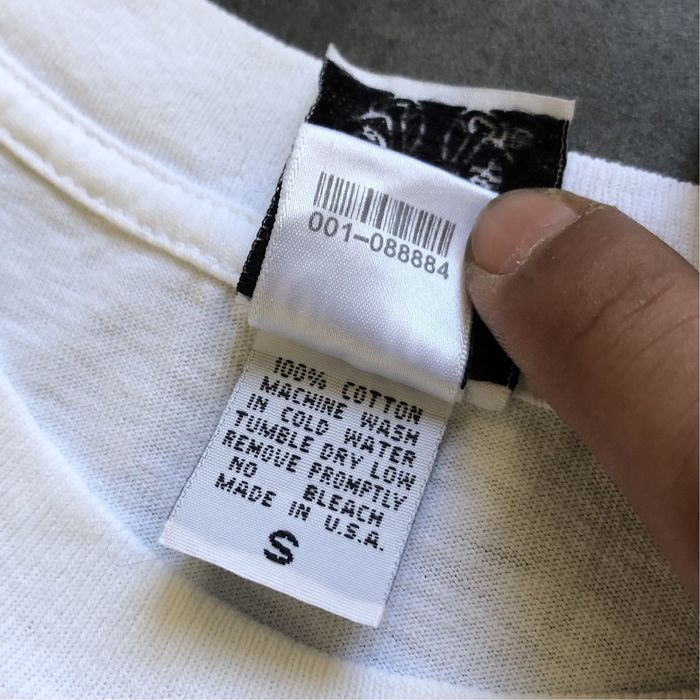 001-088884
100% COTTON
MACHINE WASH
IN COLD WATER
TUMBLE DRY LOW
REMOVE PROMPTLY
NO BLEACH
MADE IN U.S.A.
S